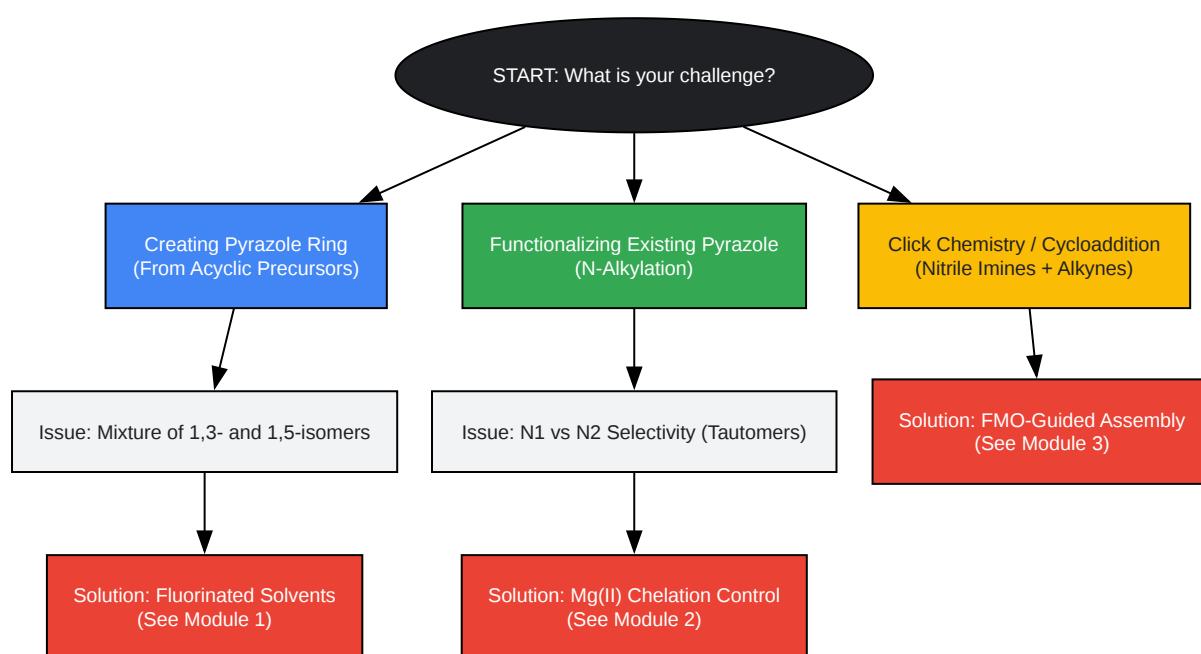 START: What is your challenge?
Creating Pyrazole Ring
(From Acyclic Precursors)
Functionalizing Existing Pyrazole
(N-Alkylation)
Click Chemistry / Cycloaddition
(Nitrile Imines + Alkynes)
Issue: Mixture of 1,3- and 1,5-isomers
Issue: N1 vs N2 Selectivity (Tautomers)
Solution: FMO-Guided Assembly
(See Module 3)
Solution: Fluorinated Solvents
(See Module 1)
Solution: Mg(II) Chelation Control
(See Module 2)